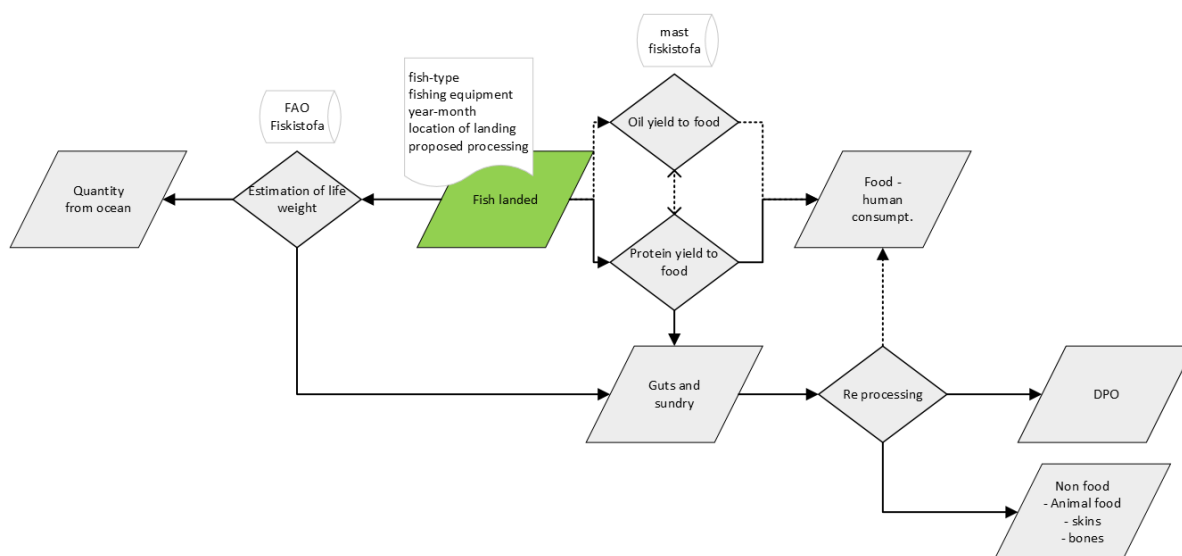 mast
fiskistofa
fish-type
fishing equipment
year-month
location of landing
proposed processing
FAO
Fiskistofa
Oil yield to food
Quantity
from ocean
Estimation of life
weight
Fish landed
Food -
human
consumpt.
Protein yield to
food
Guts and
sundry
Re processing
DPO
Non food
- Animal food
- skins
- bones